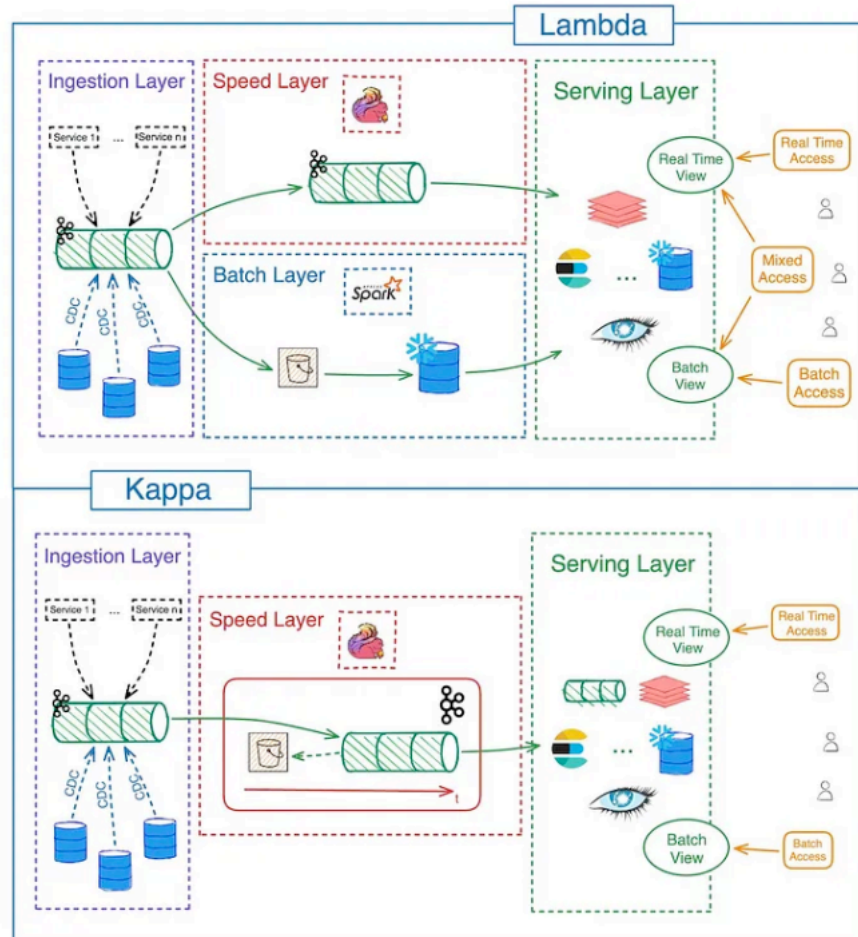 Lambda
Ingestion Layer
Service 1
...
Service n
CDC
CDC
CDC
Speed Layer
Batch Layer
APACHE
Spark
Serving Layer
Real Time
View
...
Batch
View
Real Time
Access
Mixed
Access
Batch
Access
Kappa
Ingestion Layer
Service 1
...
Service n
CDC
CDC
CDC
Speed Layer
t
Serving Layer
Real Time
View
...
Batch
View
Real Time
Access
Batch
Access